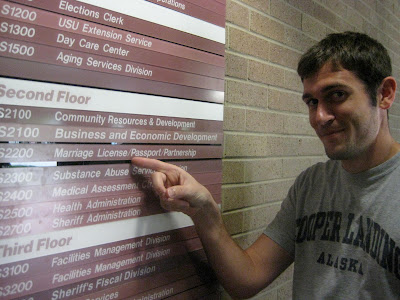 Corporations
S1200 Elections Clerk
S1300 USU Extension Service
S1500 Day Care Center
Aging Services Division
Second Floor
S2100 Community Resources & Development
S2100 Business and Economic Development
S2200 Marriage License/Passport/Partnership
S2300 Substance Abuse
S2400 Medical Assessment
S2500 Health Administration
S2700 Sheriff Administration
Third Floor
S3100 Facilities Management Division
S3200 Facilities Management Division
Sheriff's Fiscal Division
Services
COOPER LANDING
ALASKA